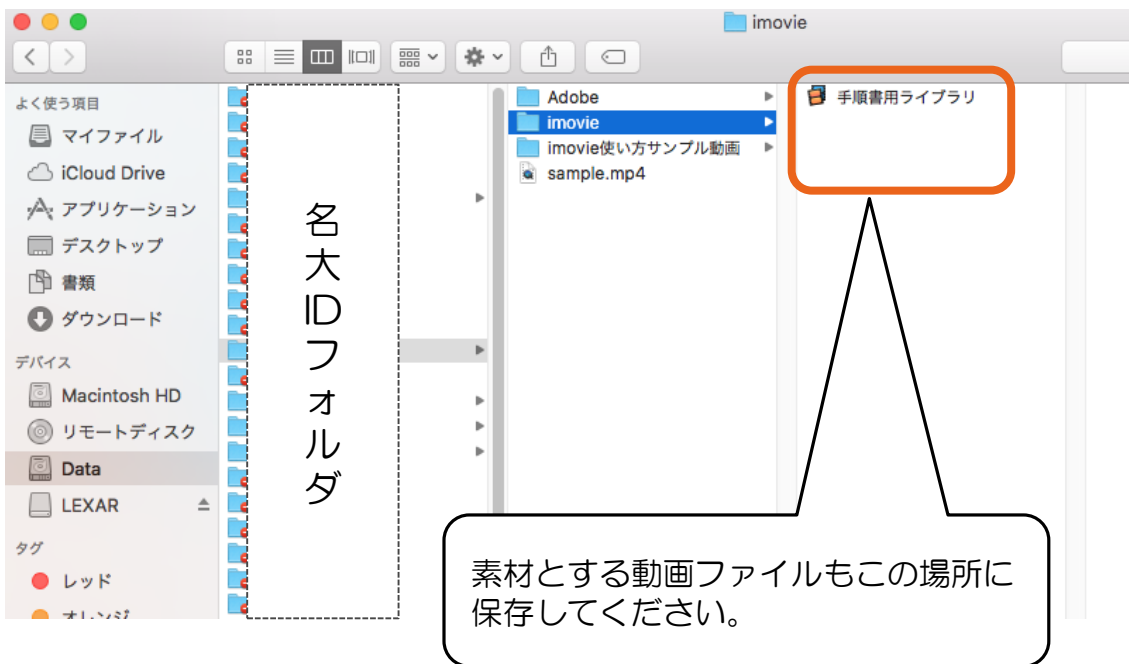 imovie
よく使う項目
マイファイル
iCloud Drive
アプリケーション
デスクトップ
書類
ダウンロード
デバイス
Macintosh HD
リモートディスク
Data
LEXAR
タグ
レッド
オレンジ
名大IDフォルダ
Adobe
imovie
imovie使い方サンプル動画
sample.mp4
手順書用ライブラリ
素材とする動画ファイルもこの場所に
保存してください。